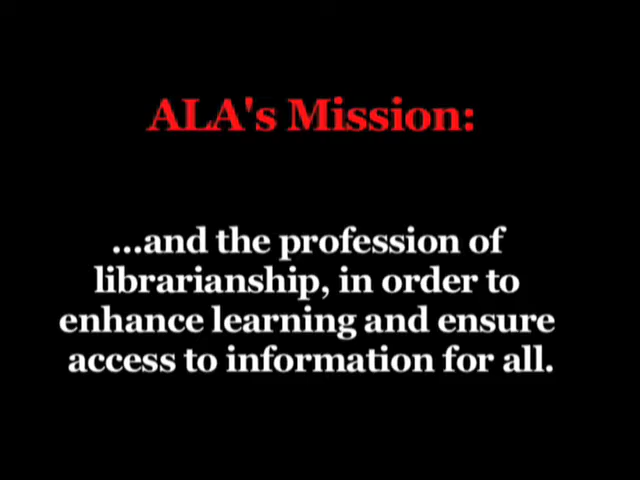 ALA's Mission:
...and the profession of
librarianship, in order to
enhance learning and ensure
access to information for all.